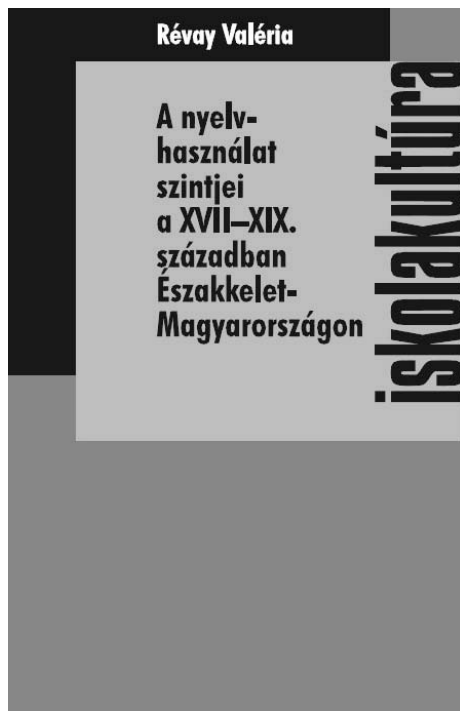 Révay Valéria
A nyelv-
használat
szintjei
a XVII–XIX.
században
Északkelet-
Magyarországon
iskolakultúra